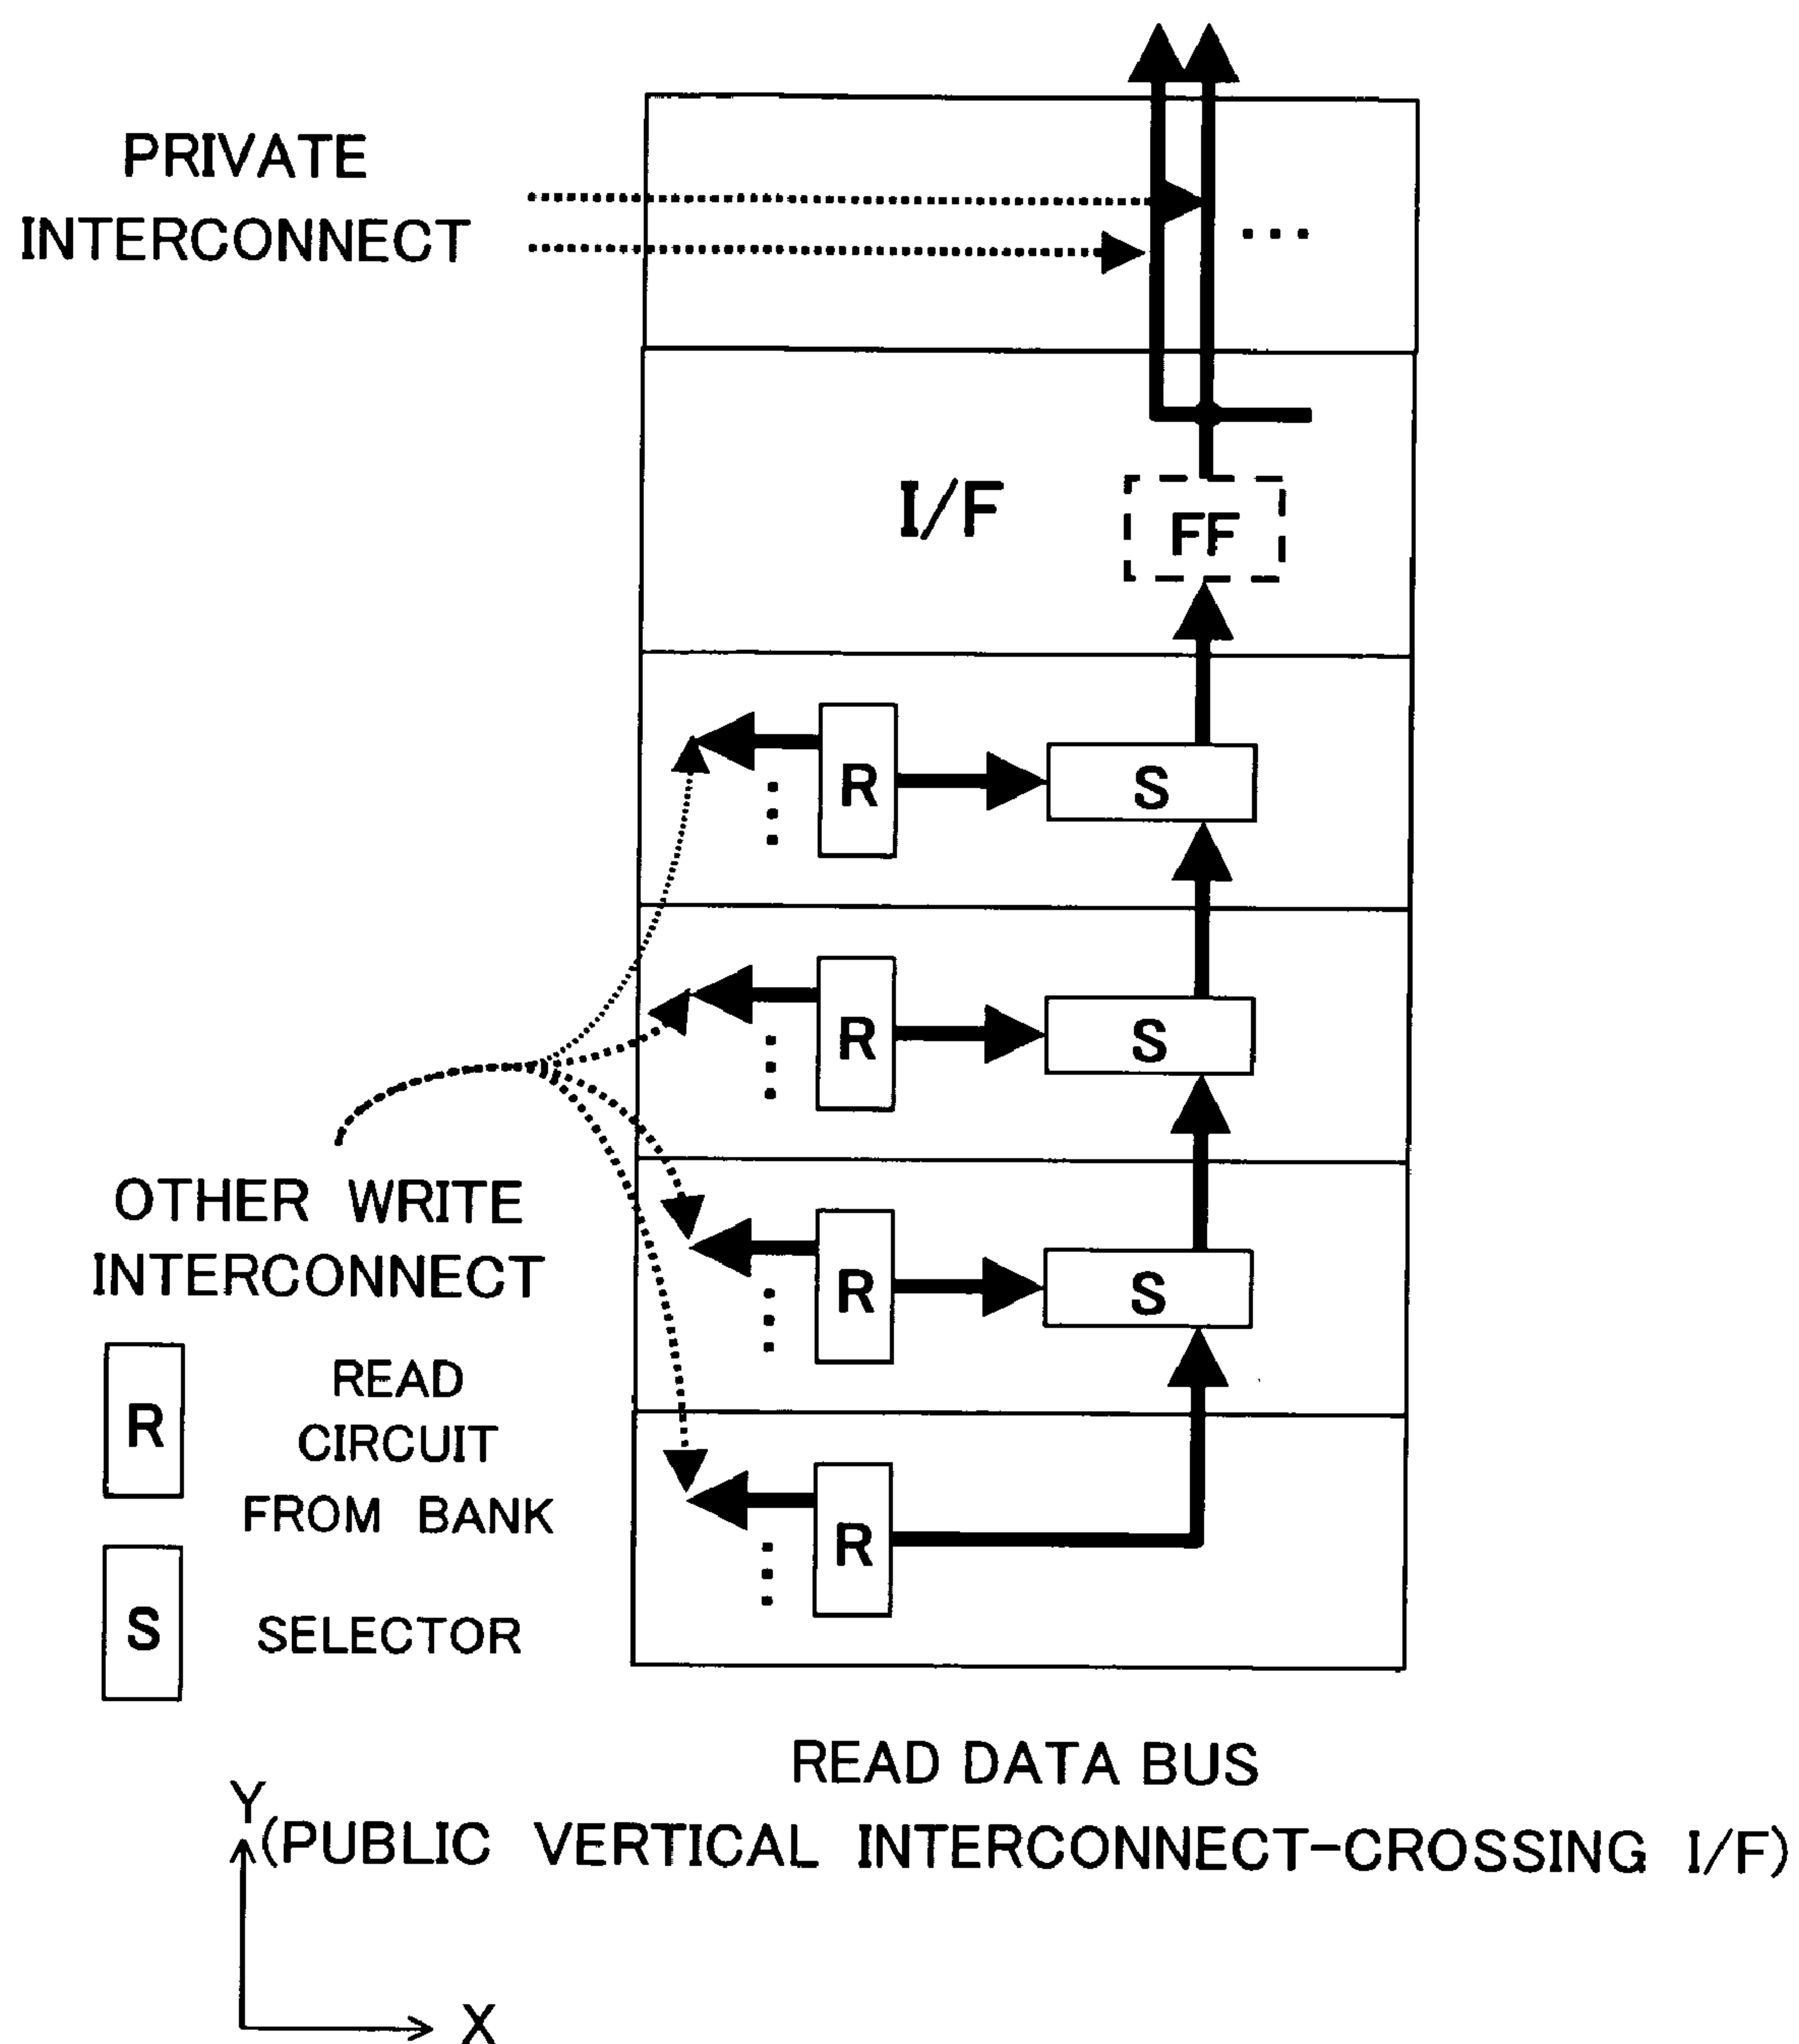 PRIVATE
INTERCONNECT
...
I/F
FF
R
S
R
S
OTHER WRITE
INTERCONNECT
R
S
R
READ
CIRCUIT
FROM BANK
R
S
SELECTOR
READ DATA BUS
(PUBLIC VERTICAL INTERCONNECT-CROSSING I/F)
Y
X